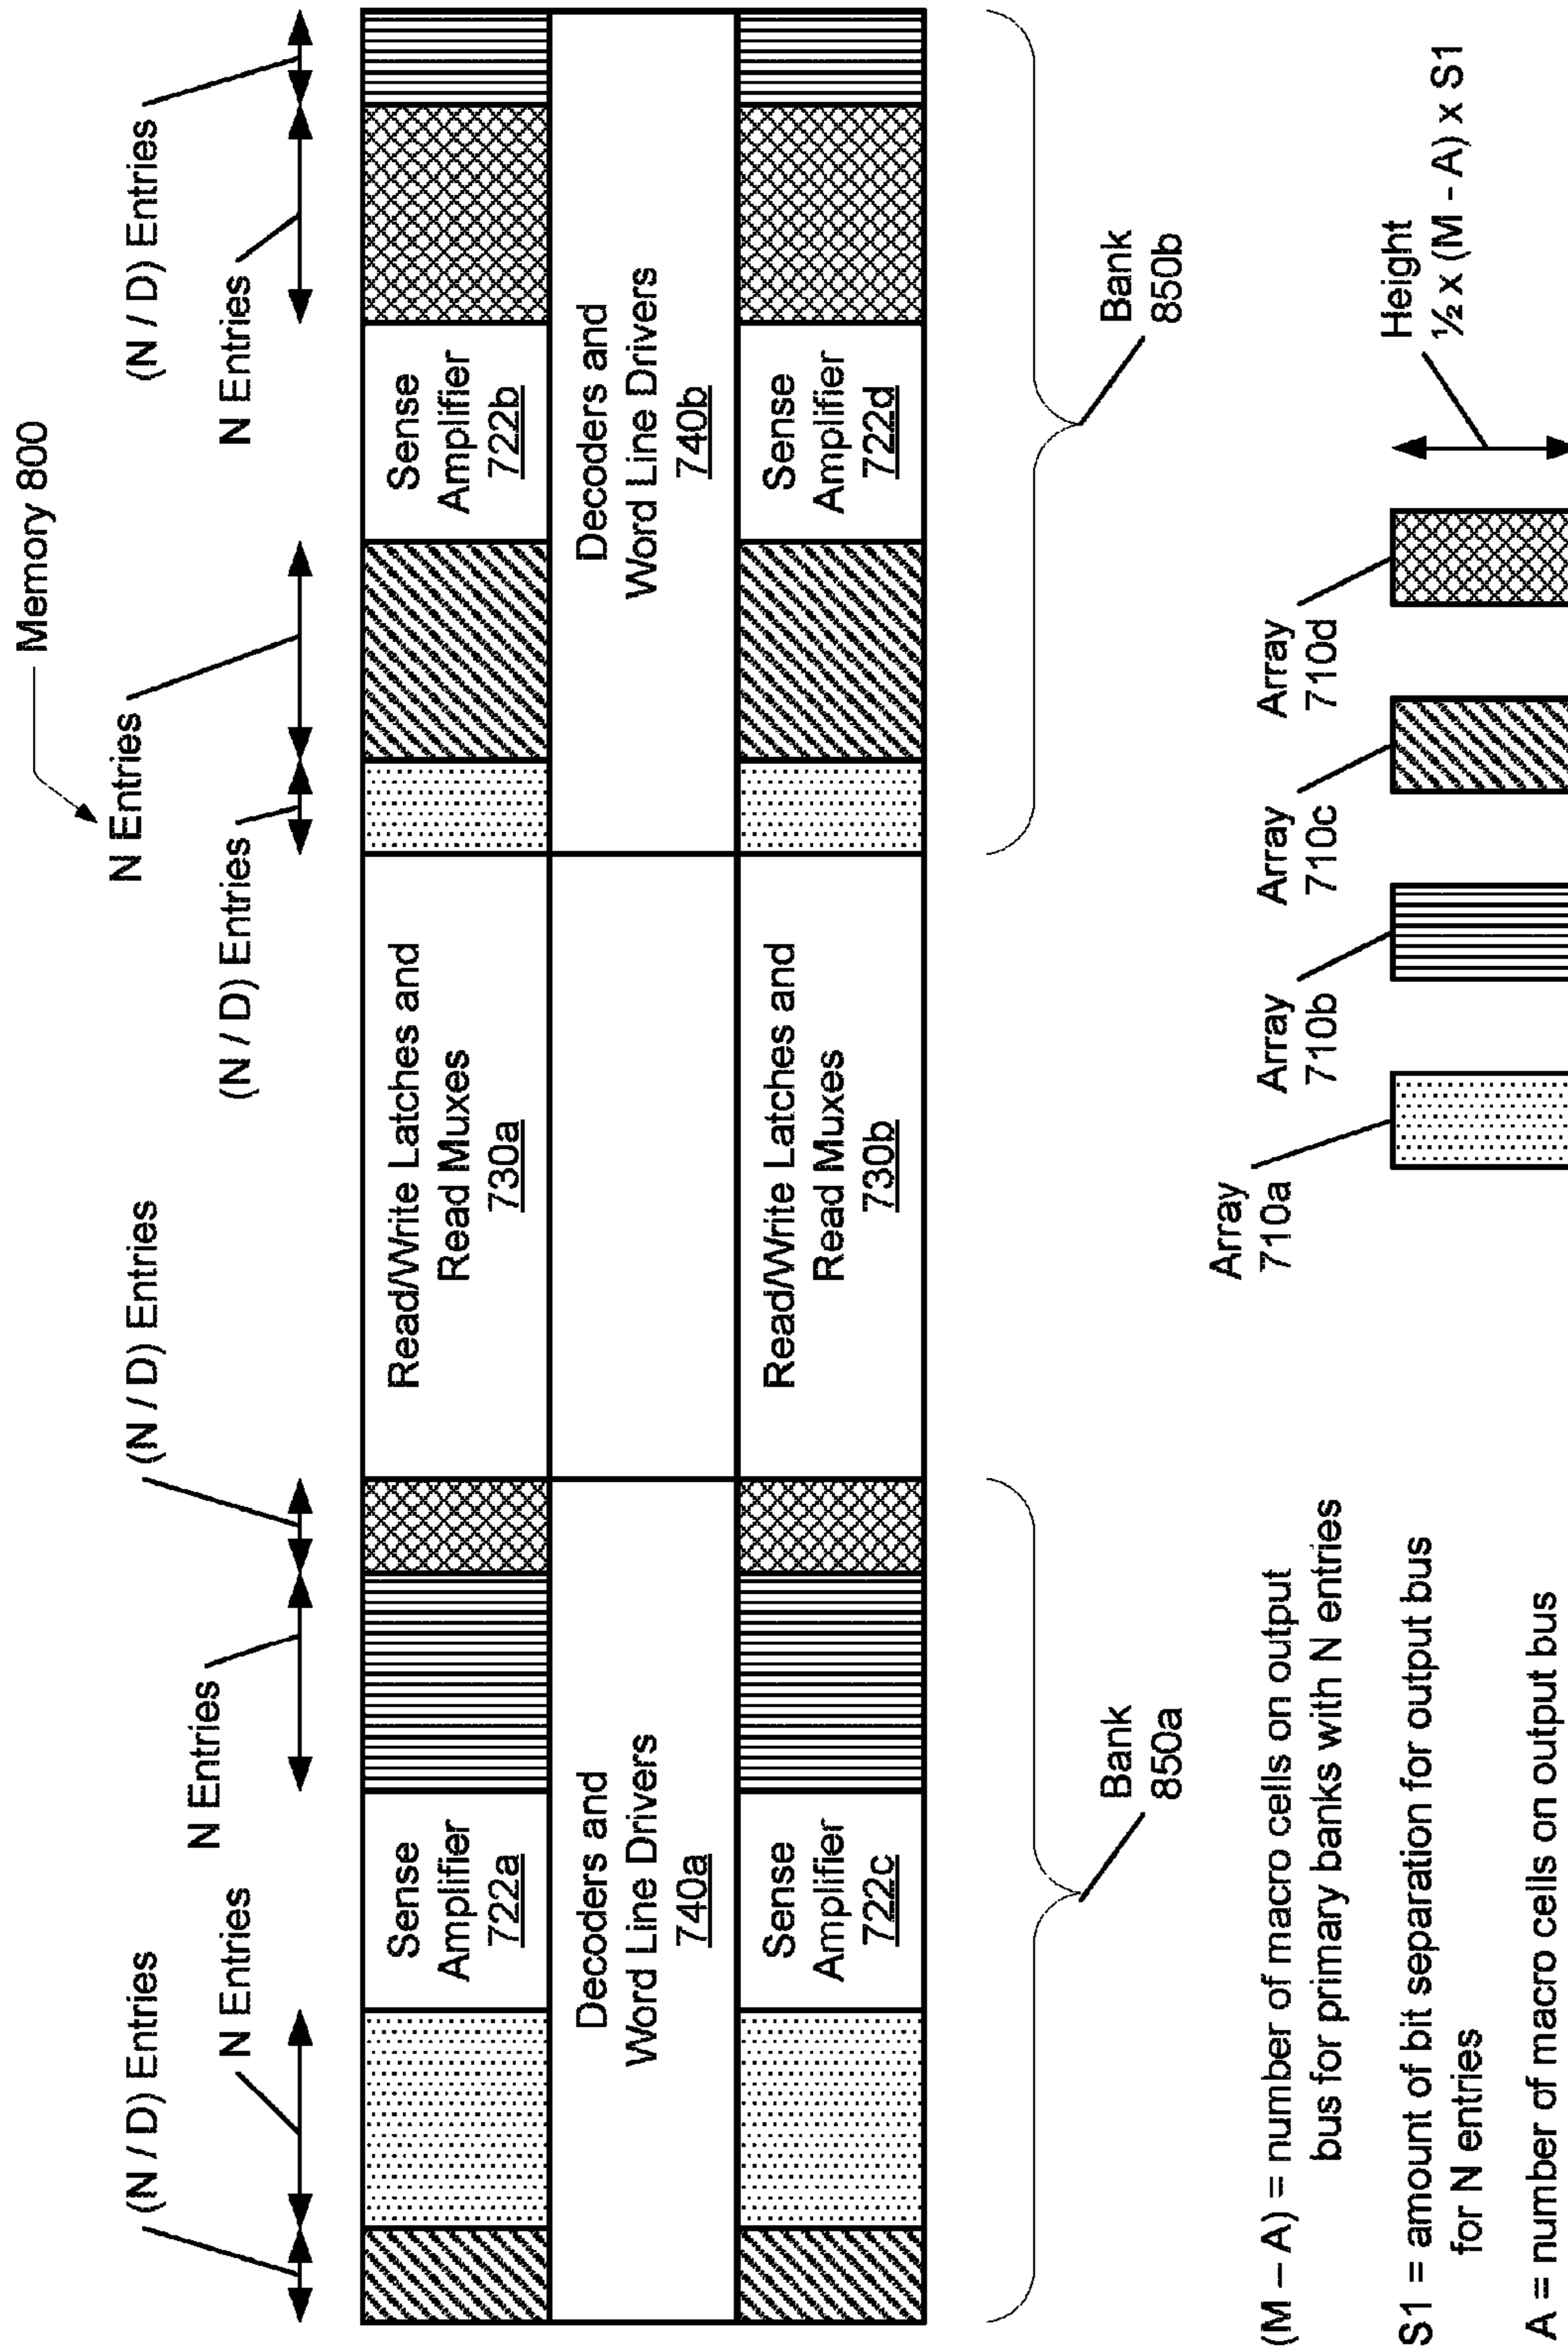 Memory 800
(N / D) Entries
N Entries
N Entries
(N / D) Entries
(N / D) Entries
N Entries
N Entries
(N / D) Entries
Sense
Amplifier
722a
Read/Write Latches and
Read Muxes
730a
Sense
Amplifier
722b
Decoders and
Word Line Drivers
740a
Decoders and
Word Line Drivers
740b
Sense
Amplifier
722c
Read/Write Latches and
Read Muxes
730b
Sense
Amplifier
722d
Bank
850a
Bank
850b
(M – A) = number of macro cells on output
bus for primary banks with N entries
S1 = amount of bit separation for output bus
for N entries
A = number of macro cells on output bus
Array
710a
Array
710b
Array
710c
Array
710d
Height
½ x (M - A) x S1